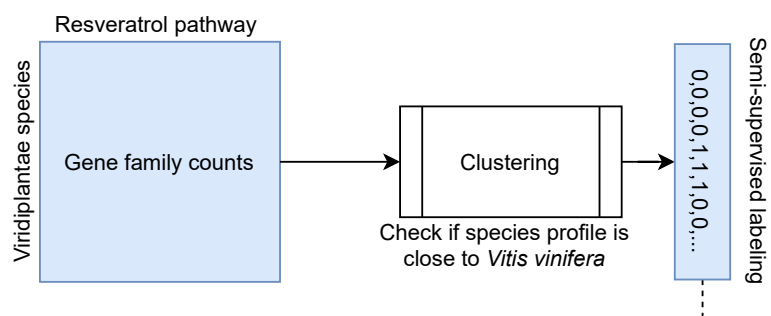 Resveratrol pathway
Viridiplantae species
Gene family counts
Clustering
Check if species profile is
close to Vitis vinifera
0,0,0,0,1,1,1,0,0,...
Semi-supervised labeling